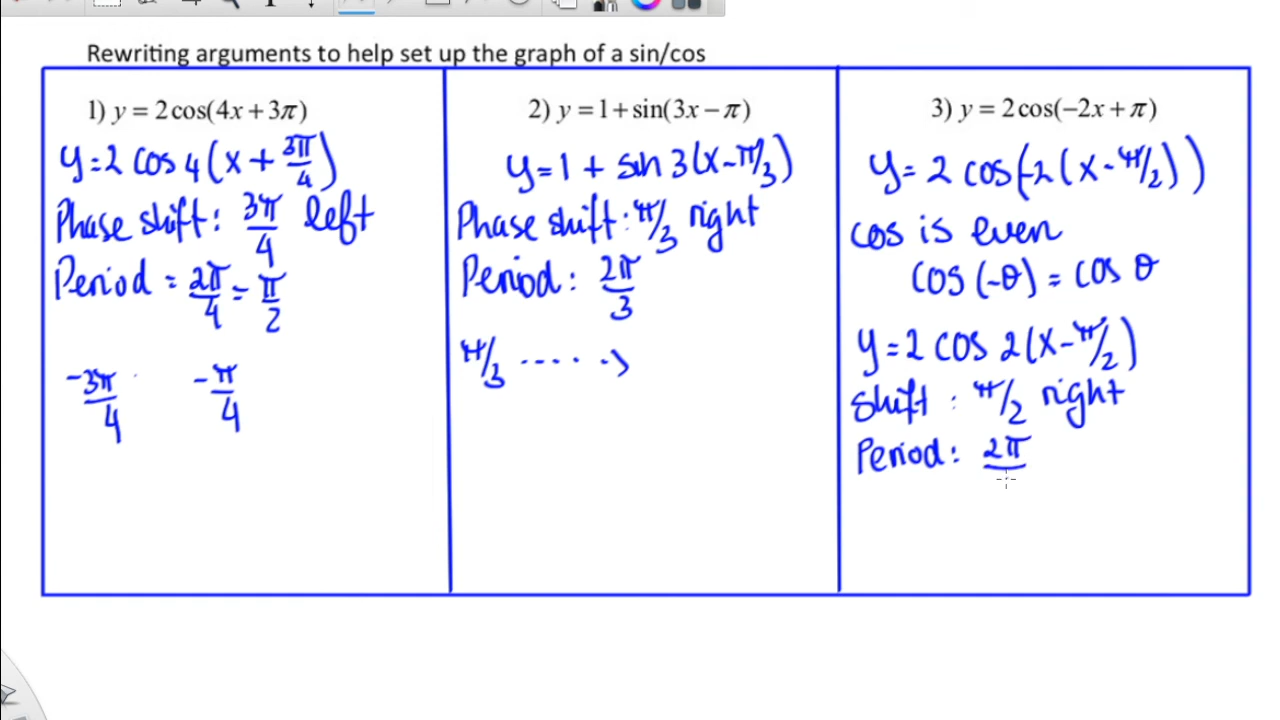 Rewriting arguments to help set up the graph of a sin/cos
1) y = 2cos(4x + 3π)
y = 2 cos 4(x + 3π/4)
Phase shift: 3π/4 left
Period = 2π/4 = π/2
-3π/4 -π/4
2) y = 1 + sin(3x − π)
y = 1 + sin 3(x - π/3)
Phase shift: π/3 right
Period: 2π/3
π/3 ····· →
3) y = 2cos(−2x + π)
y = 2 cos(-2(x - π/2))
cos is even
cos(-θ) = cos θ
y = 2 cos 2(x - π/2)
Shift: π/2 right
Period: 2π